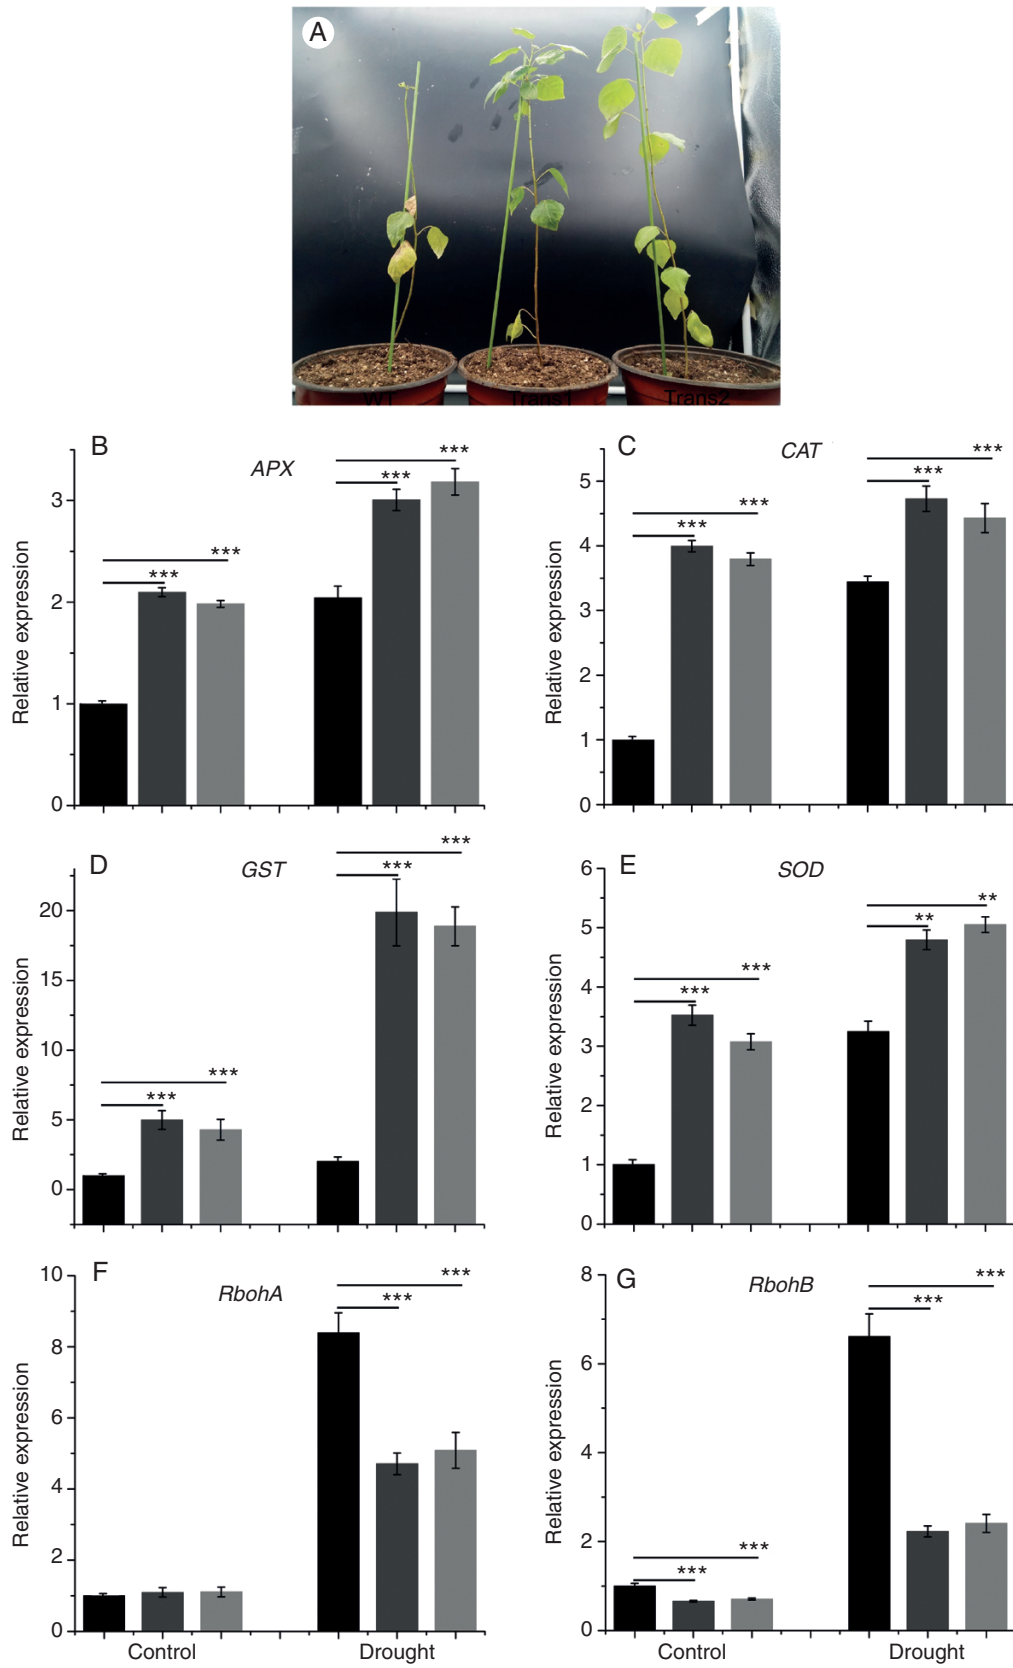 A
WT
Trans1
Trans2
B
APX
***
***
***
***
Relative expression
3
2
1
0
C
CAT
***
***
***
***
Relative expression
5
4
3
2
1
0
D
GST
***
***
***
***
Relative expression
20
15
10
5
0
E
SOD
***
***
**
**
Relative expression
6
5
4
3
2
1
0
F
RbohA
***
***
Relative expression
10
8
6
4
2
0
Control
Drought
G
RbohB
***
***
***
***
Relative expression
8
6
4
2
0
Control
Drought